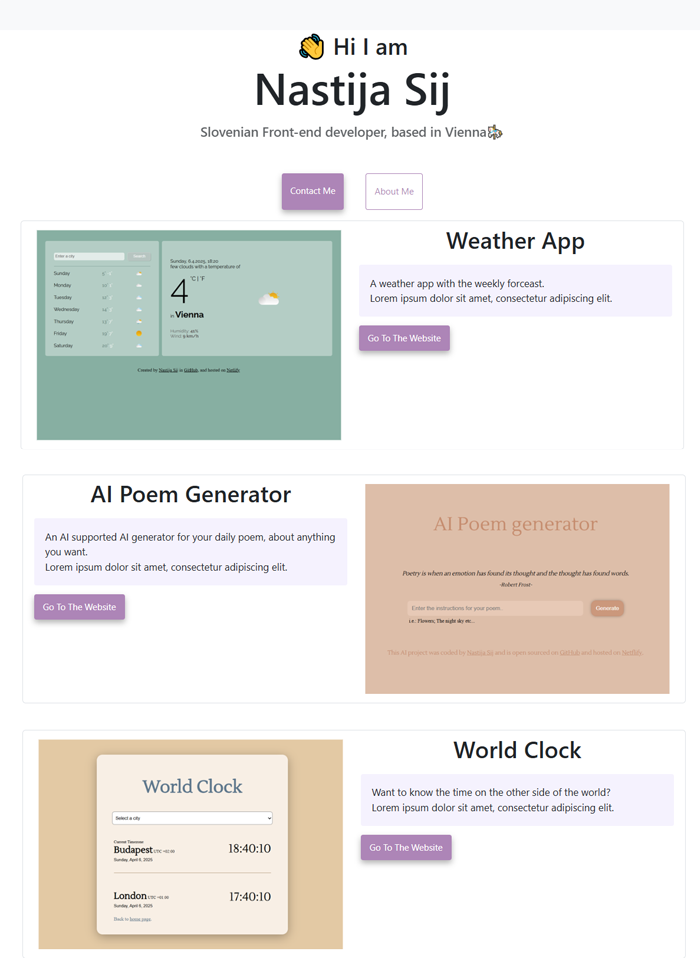 👋 Hi I am
Nastija Sij
Slovenian Front-end developer, based in Vienna
Contact Me
About Me
Enter a city
Search
Sunday
Monday
Tuesday
Wednesday
Thursday
Friday
Saturday
Sunday, 6.4.2025, 18:20
few clouds with a temperature of
4 °C | °F
in Vienna
Humidity:
Wind:
Created by Nastija Sij in GitHub, and hosted on Netlify
Weather App
A weather app with the weekly forceast.
Lorem ipsum dolor sit amet, consectetur adipiscing elit.
Go To The Website
AI Poem Generator
An AI supported AI generator for your daily poem, about anything
you want.
Lorem ipsum dolor sit amet, consectetur adipiscing elit.
Go To The Website
AI Poem generator
Poetry is when an emotion has found its thought and the thought has found words.
-Robert Frost-
Enter the instructions for your poem.
Generate
i.e.: Flowers, The night sky etc...
This AI project was coded by Nastija Sij and is open sourced on GitHub and hosted on Netflify.
World Clock
Select a city
Current Timezone:
Budapest UTC +02:00
18:40:10
Sunday, April 6, 2025
London UTC +01:00
17:40:10
Sunday, April 6, 2025
Back to home page.
World Clock
Want to know the time on the other side of the world?
Lorem ipsum dolor sit amet, consectetur adipiscing elit.
Go To The Website